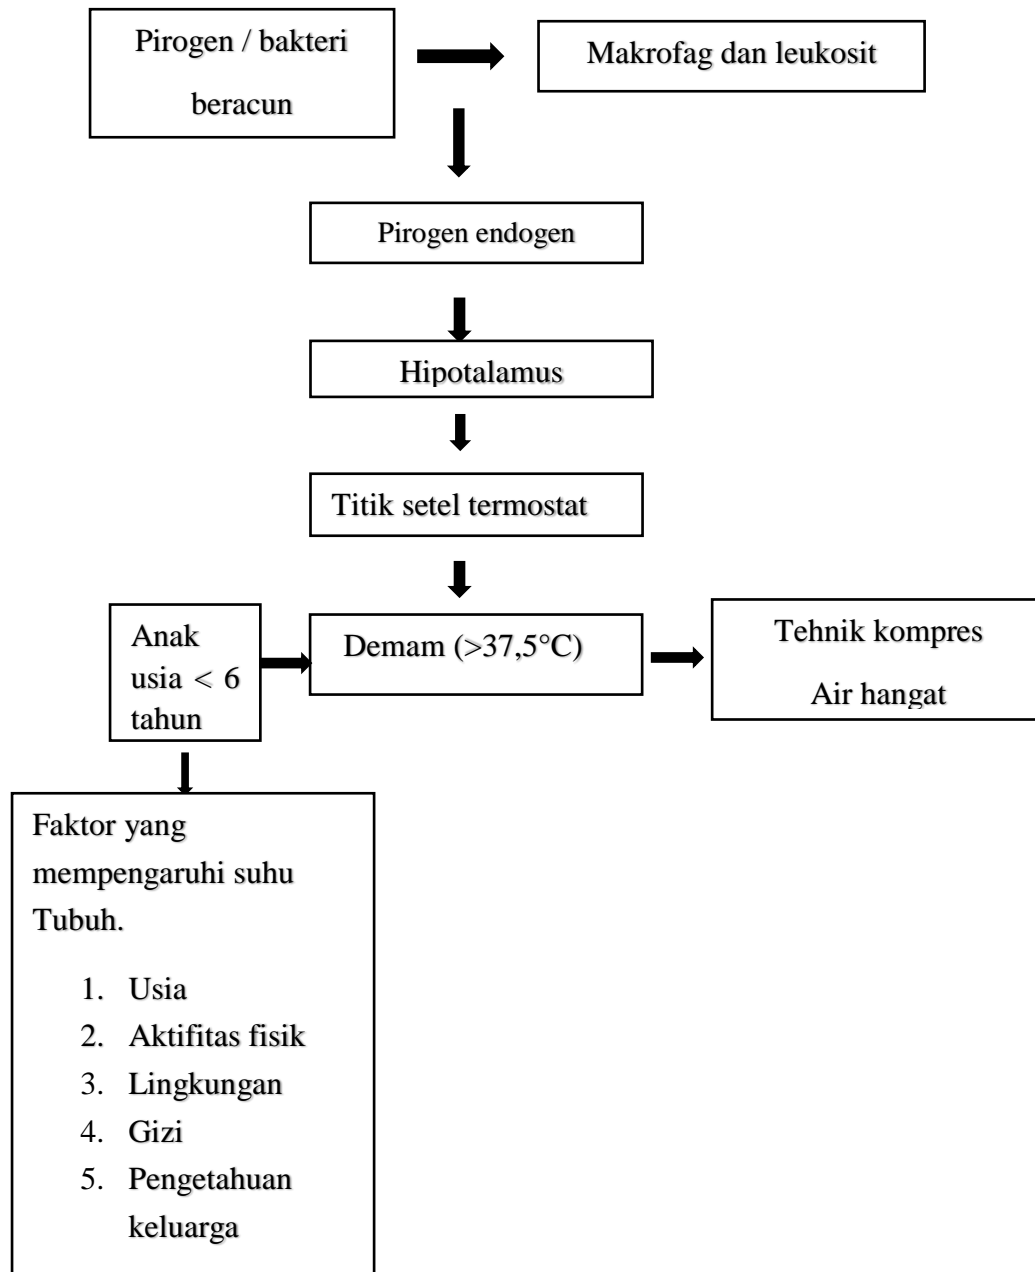 Pirogen / bakteri
beracun
Makrofag dan leukosit
Pirogen endogen
Hipotalamus
Titik setel termostat
Anak
usia < 6
tahun
Demam (>37,5°C)
Tehnik kompres
Air hangat
Faktor yang
mempengaruhi suhu
Tubuh.
1. Usia
2. Aktifitas fisik
3. Lingkungan
4. Gizi
5. Pengetahuan
keluarga